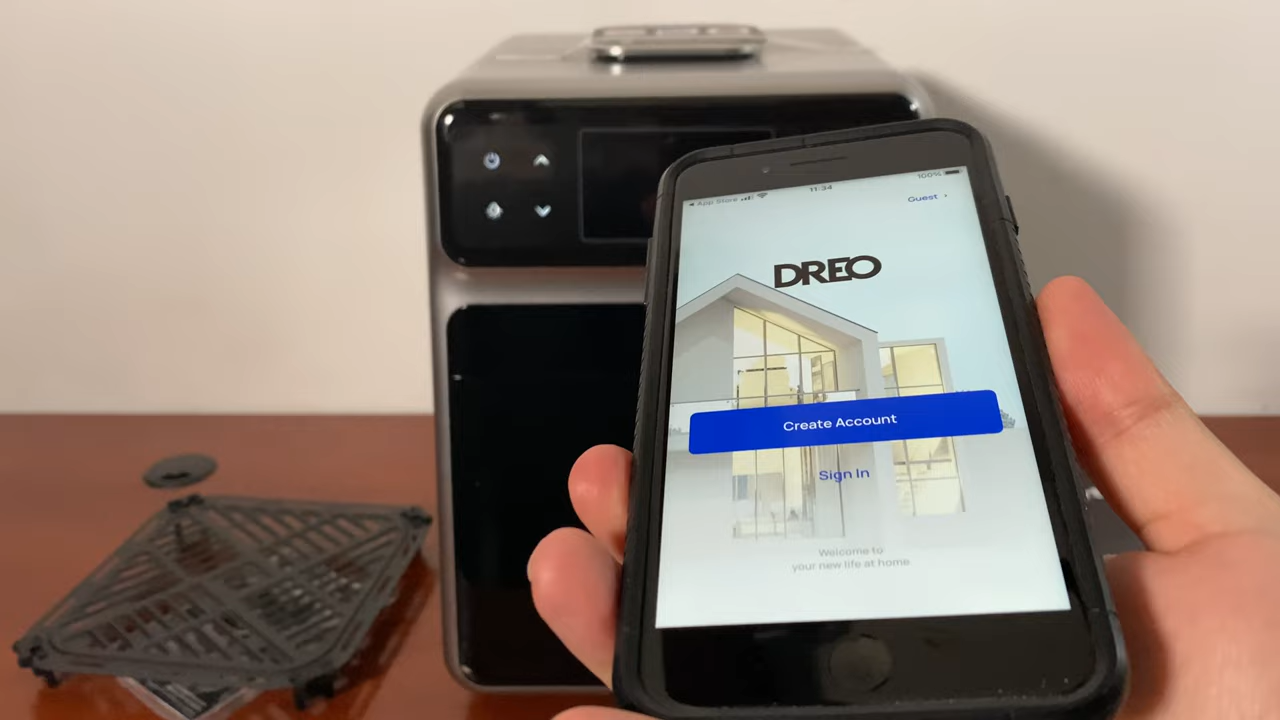 App Store
11:34
100%
Guest
DREO
Create Account
Sign In
Welcome to
your new life at home